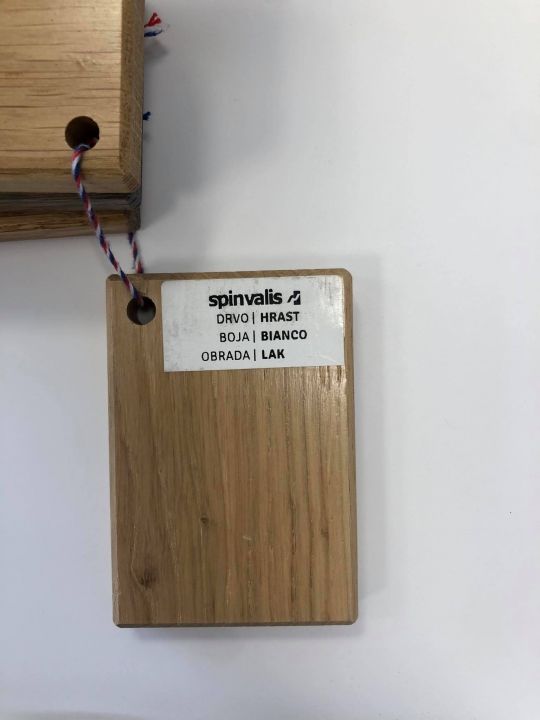 spinvalis
DRVO | HRAST
BOJA | BIANCO
OBRADA | LAK